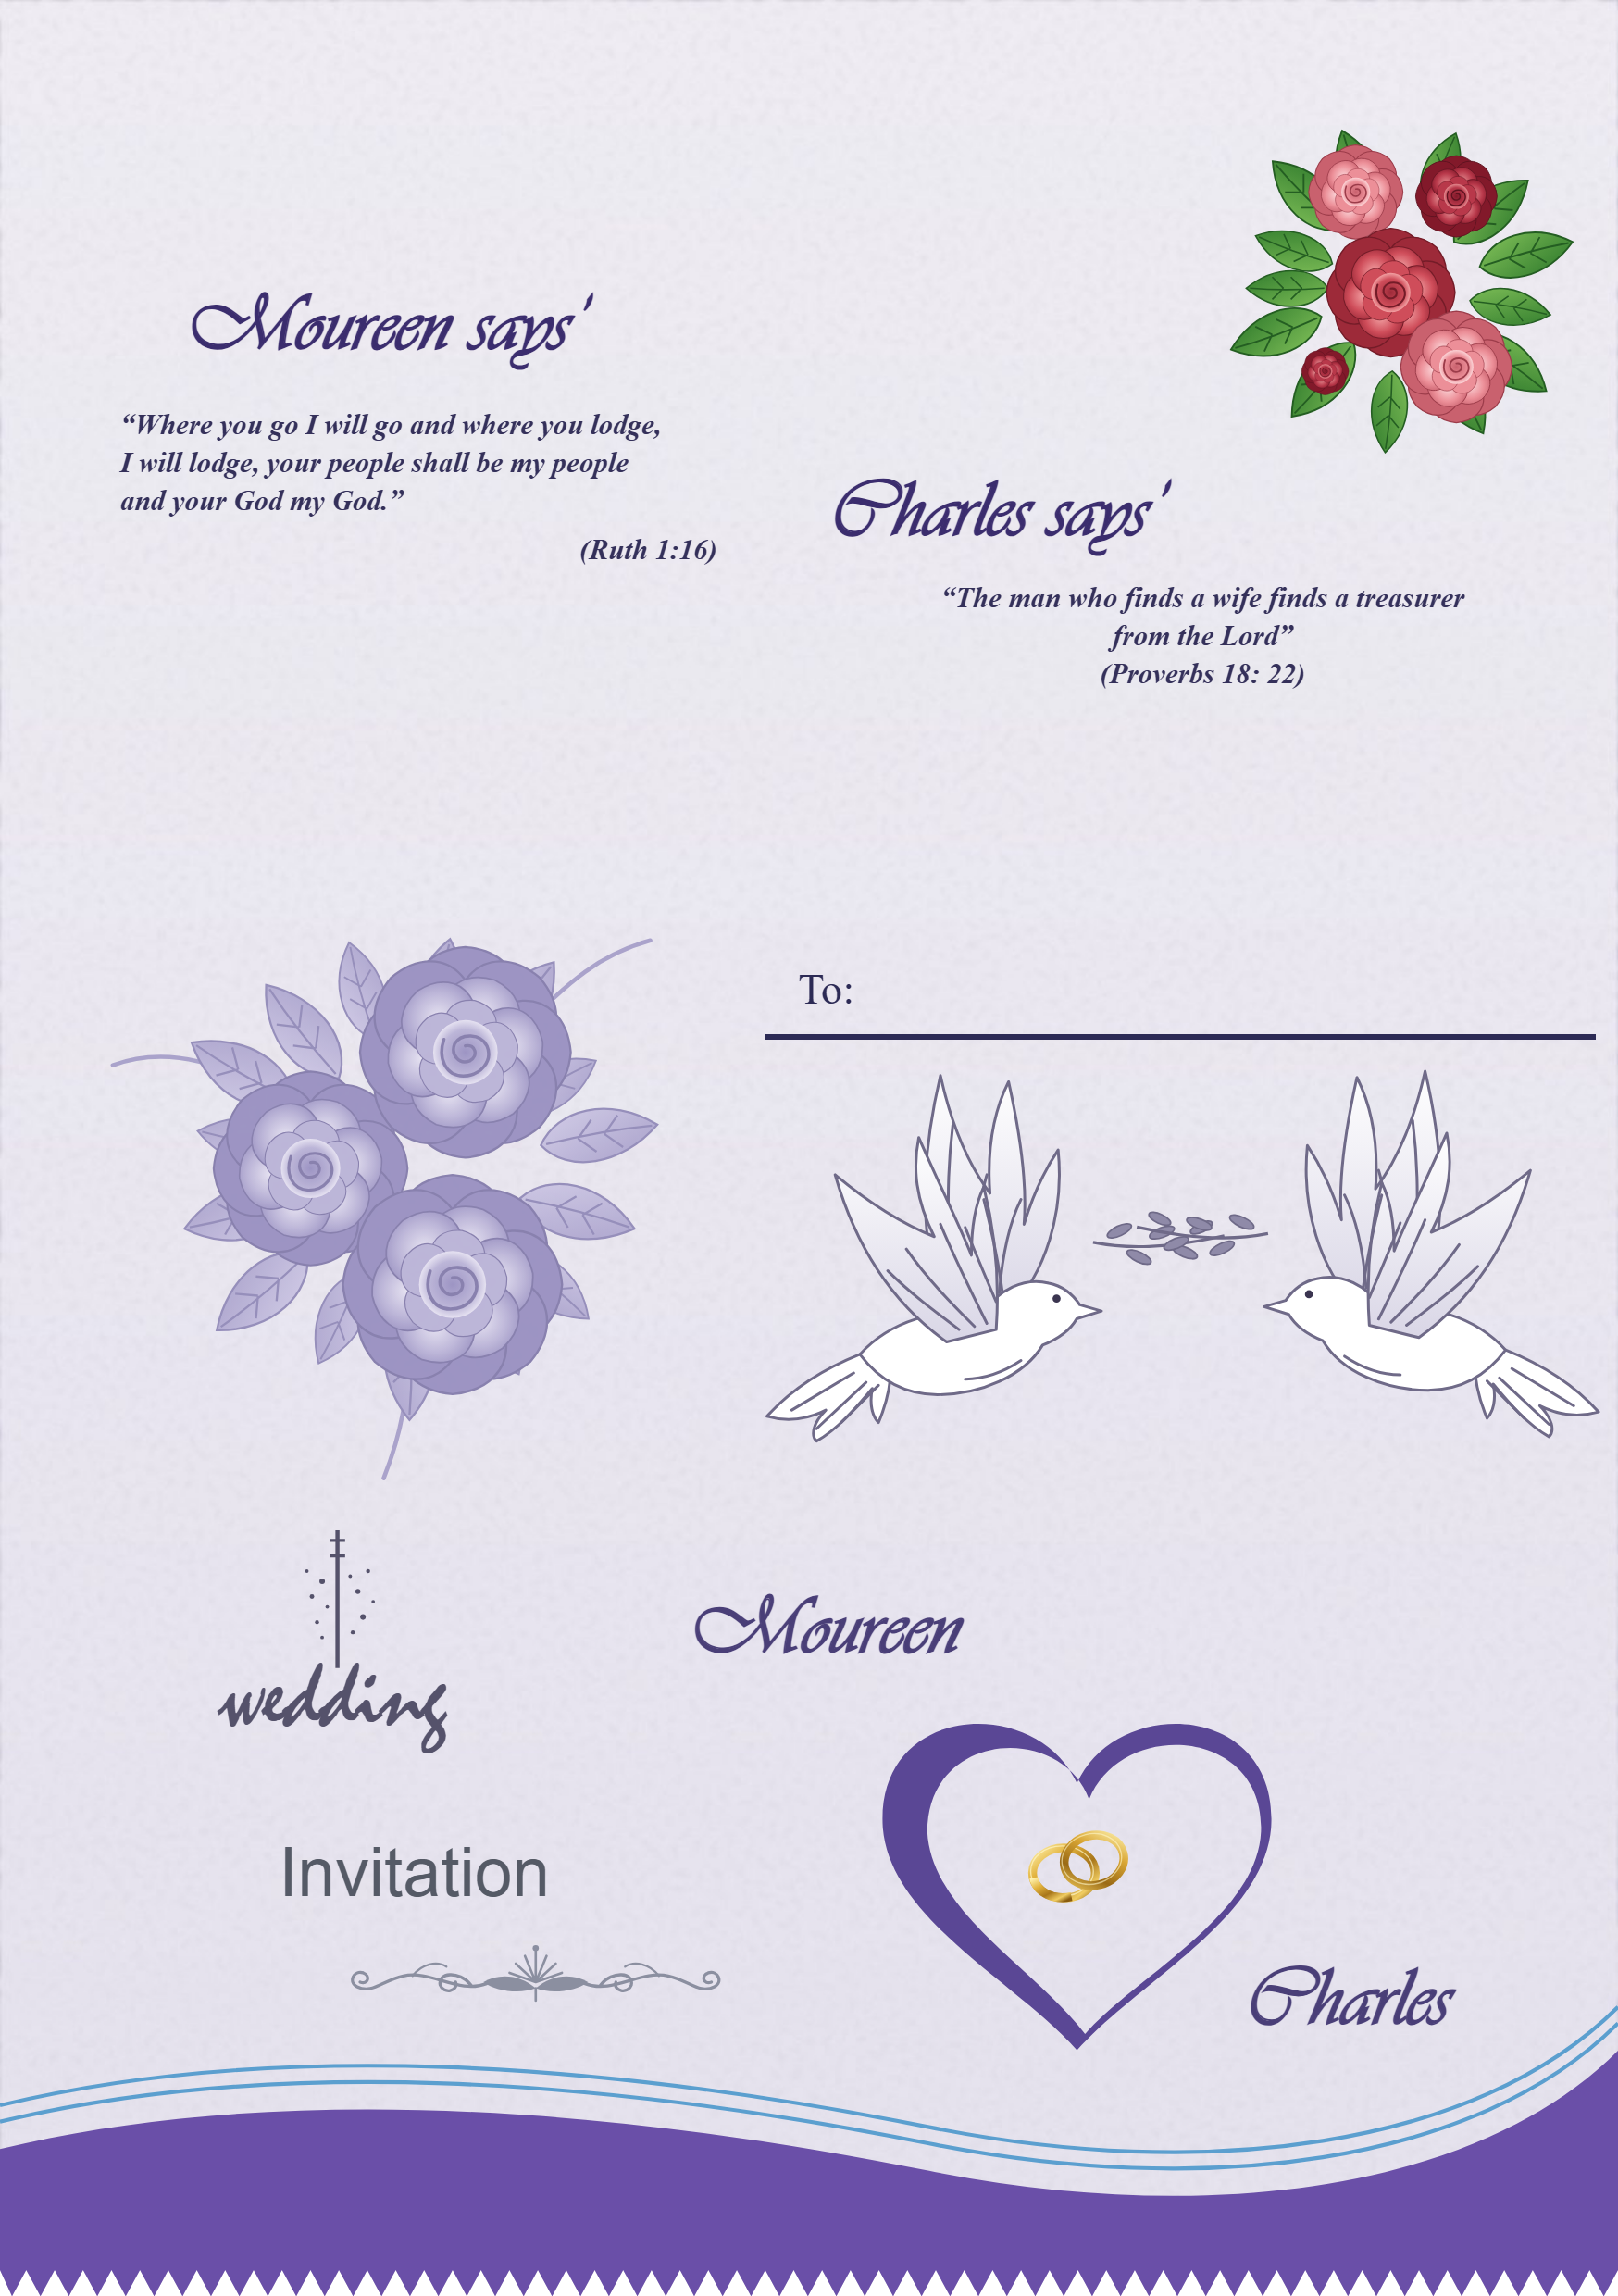 Moureen says'
“Where you go I will go and where you lodge,
I will lodge, your people shall be my people
and your God my God.”
(Ruth 1:16)
Charles says'
“The man who finds a wife finds a treasurer
from the Lord”
(Proverbs 18: 22)
To:
wedding
Invitation
Moureen
Charles